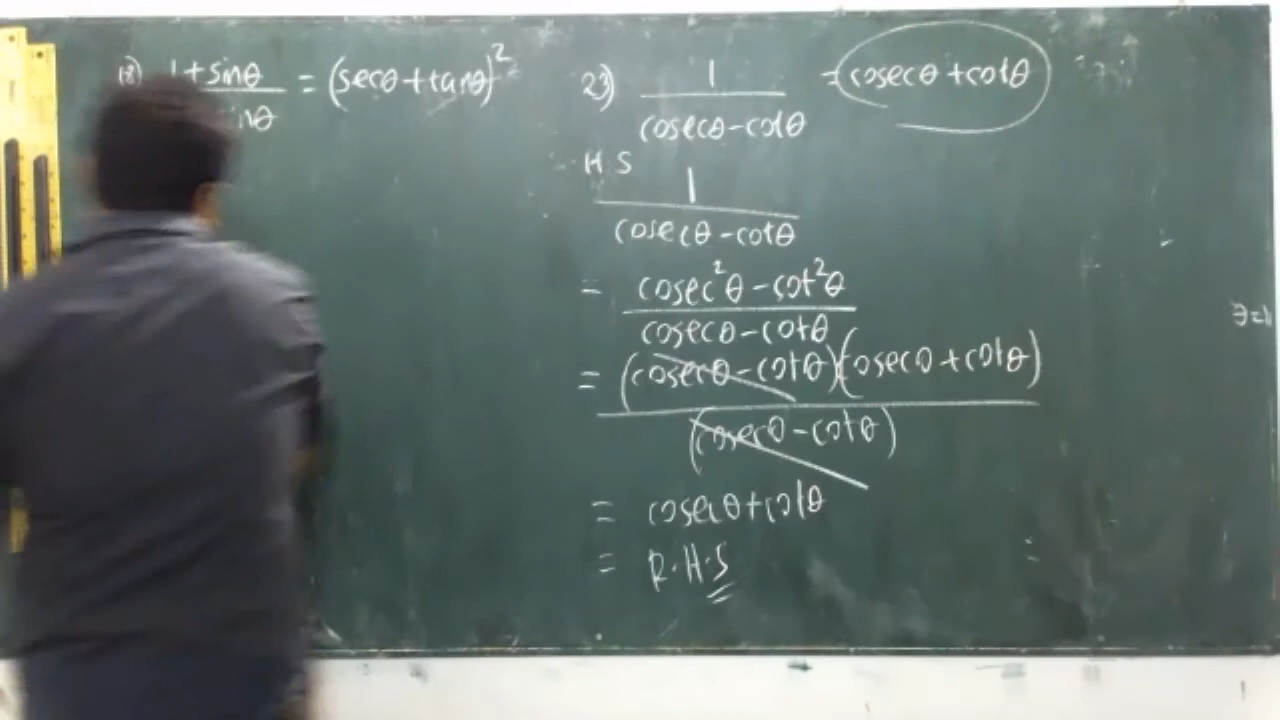 18) 1+sinθ = (secθ+tanθ)²
inθ
23) 1 = cosecθ+cotθ
cosecθ-cotθ
H.S
1
cosecθ-cotθ
= cosec²θ-cot²θ
cosecθ-cotθ
= (cosecθ-cotθ)(cosecθ+cotθ)
(cosecθ-cotθ)
= cosecθ+cotθ
= R.H.S
=